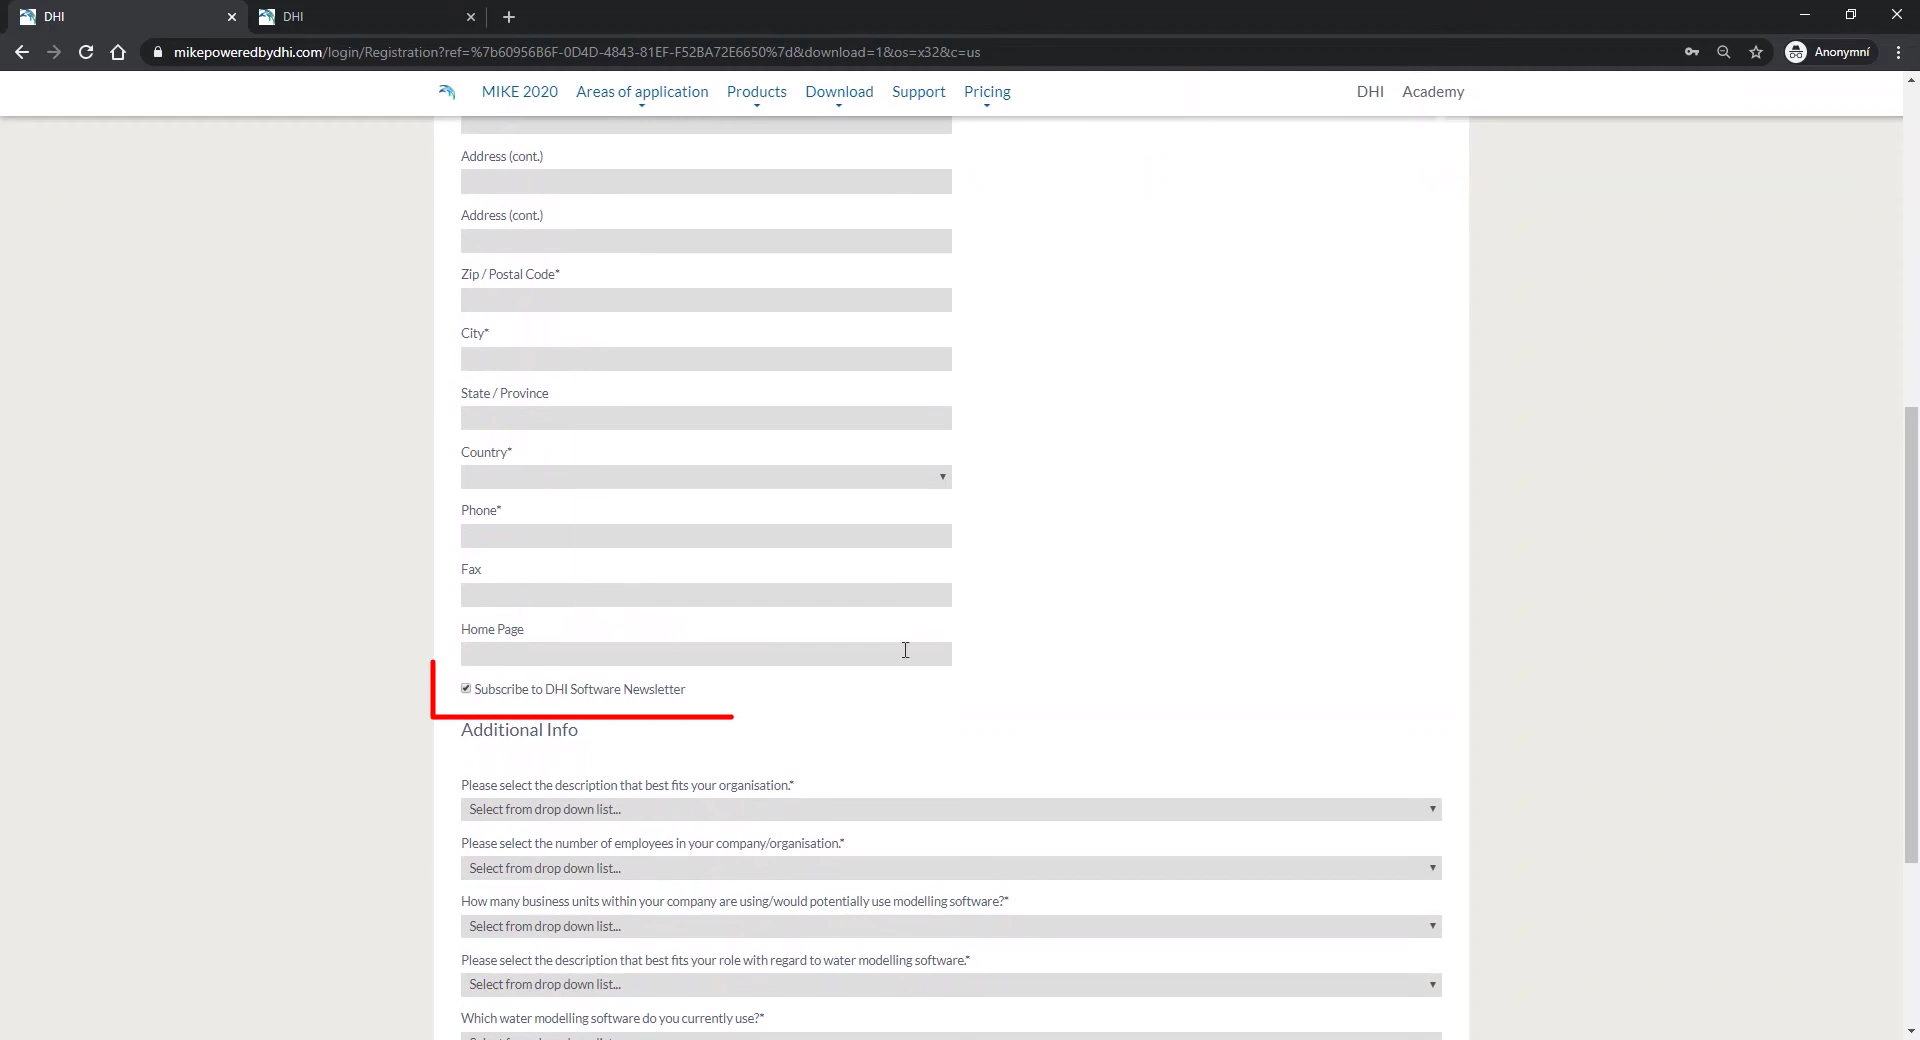 DHI
DHI
mikepoweredbydhi.com/login/Registration?ref=%7b60956B6F-0D4D-4843-81EF-F52BA72E6650%7d&download=1&os=x32&c=us
Anonymní
MIKE 2020 Areas of application Products Download Support Pricing DHI Academy
Address (cont.)
Address (cont.)
Zip / Postal Code*
City*
State / Province
Country*
Phone*
Fax
Home Page
Subscribe to DHI Software Newsletter
Additional Info
Please select the description that best fits your organisation.*
Select from drop down list...
Please select the number of employees in your company/organisation.*
Select from drop down list...
How many business units within your company are using/would potentially use modelling software?*
Select from drop down list...
Please select the description that best fits your role with regard to water modelling software.*
Select from drop down list...
Which water modelling software do you currently use?*